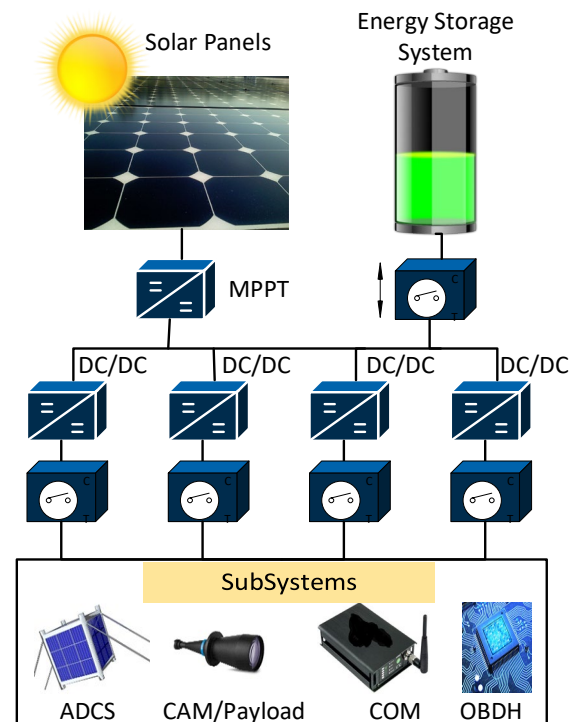 Solar Panels
Energy Storage
System
MPPT
C
T
DC/DC
DC/DC
DC/DC
DC/DC
C
T
C
T
C
T
C
T
SubSystems
ADCS
CAM/Payload
COM
OBDH